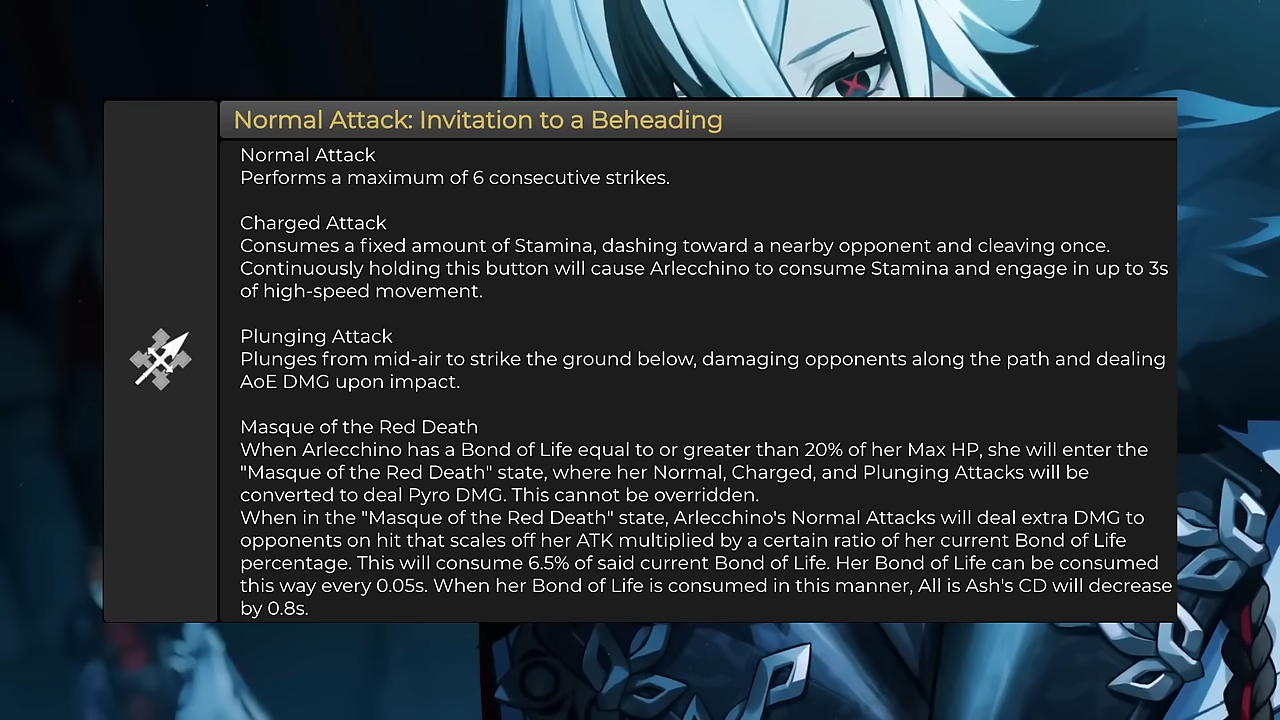 Normal Attack: Invitation to a Beheading
Normal Attack
Performs a maximum of 6 consecutive strikes.
Charged Attack
Consumes a fixed amount of Stamina, dashing toward a nearby opponent and cleaving once.
Continuously holding this button will cause Arlecchino to consume Stamina and engage in up to 3s
of high-speed movement.
Plunging Attack
Plunges from mid-air to strike the ground below, damaging opponents along the path and dealing
AoE DMG upon impact.
Masque of the Red Death
When Arlecchino has a Bond of Life equal to or greater than 20% of her Max HP, she will enter the
"Masque of the Red Death" state, where her Normal, Charged, and Plunging Attacks will be
converted to deal Pyro DMG. This cannot be overridden.
When in the "Masque of the Red Death" state, Arlecchino's Normal Attacks will deal extra DMG to
opponents on hit that scales off her ATK multiplied by a certain ratio of her current Bond of Life
percentage. This will consume 6.5% of said current Bond of Life. Her Bond of Life can be consumed
this way every 0.05s. When her Bond of Life is consumed in this manner, All is Ash's CD will decrease
by 0.8s.